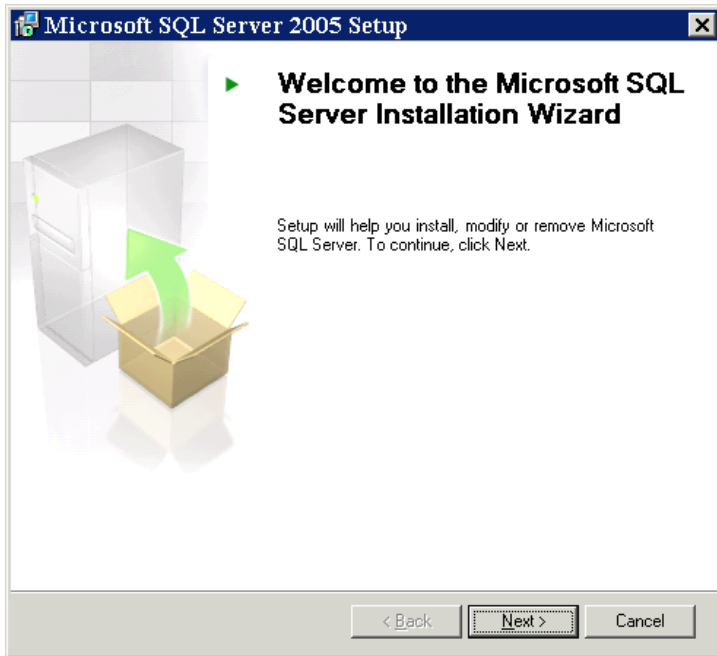 Microsoft SQL Server 2005 Setup
Welcome to the Microsoft SQL
Server Installation Wizard
Setup will help you install, modify or remove Microsoft
SQL Server. To continue, click Next.
< Back
Next >
Cancel